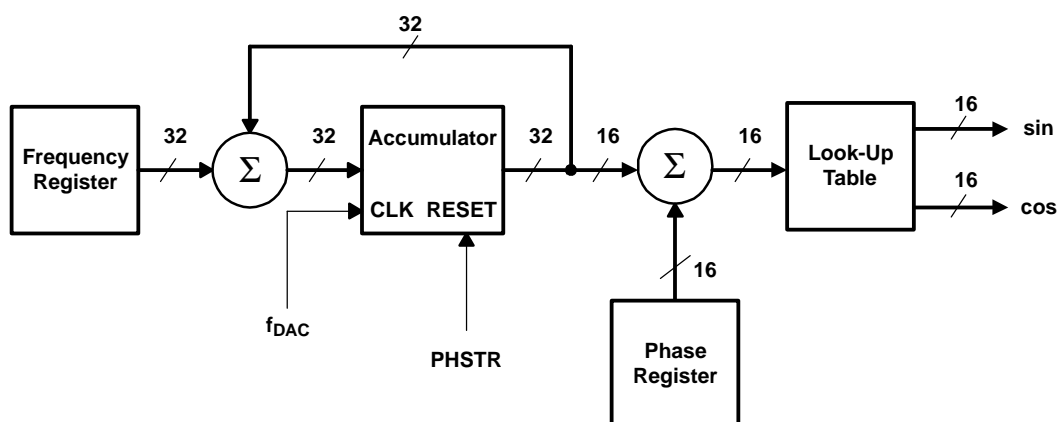 32
Frequency
Register
32
Σ
32
Accumulator
CLK RESET
32
16
Σ
16
Look-Up
Table
16
sin
16
cos
16
f_DAC
PHSTR
Phase
Register